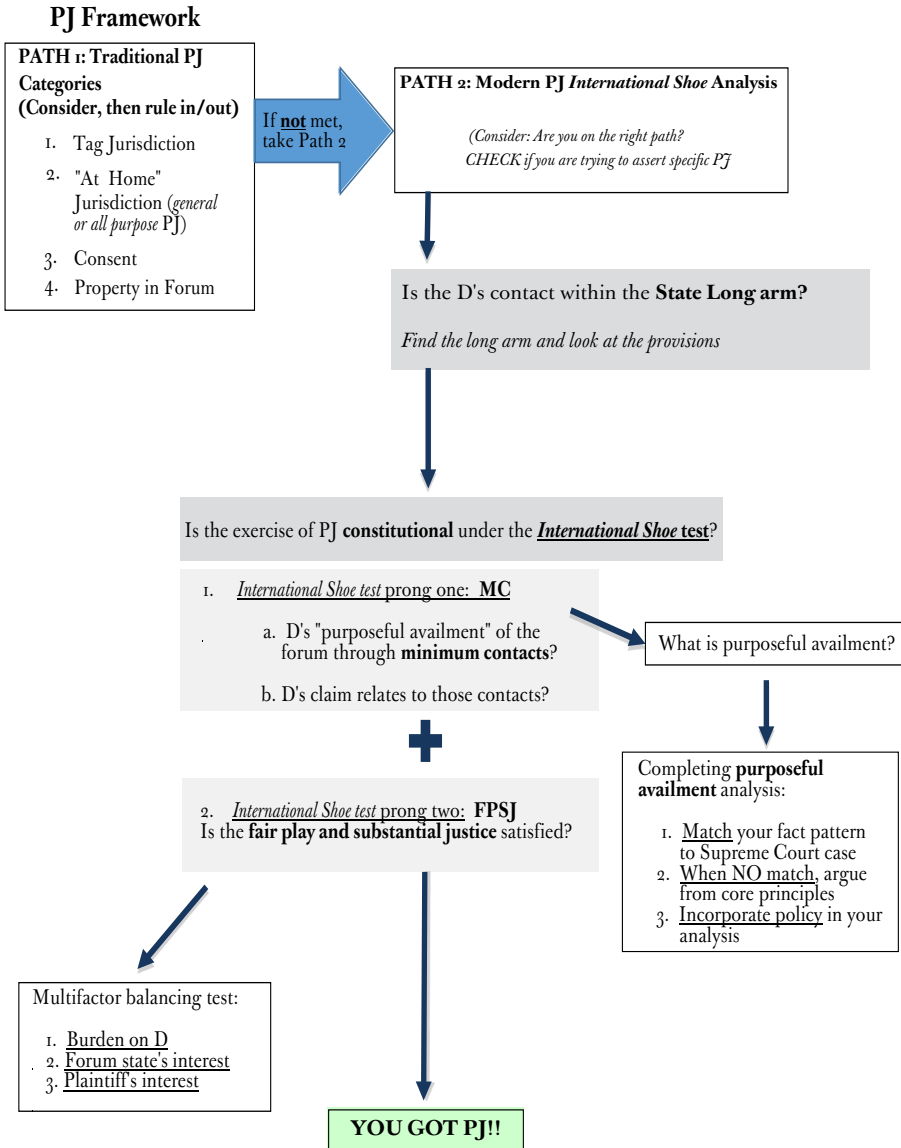 PJ Framework
PATH 1: Traditional PJ
Categories
(Consider, then rule in/out)
1. Tag Jurisdiction
2. "At Home"
Jurisdiction (general
or all purpose PJ)
3. Consent
4. Property in Forum
If not met,
take Path 2
PATH 2: Modern PJ International Shoe Analysis
(Consider: Are you on the right path?
CHECK if you are trying to assert specific PJ
Is the D's contact within the State Long arm?
Find the long arm and look at the provisions
Is the exercise of PJ constitutional under the International Shoe test?
1. International Shoe test prong one: MC
a. D's "purposeful availment" of the
forum through minimum contacts?
b. D's claim relates to those contacts?
What is purposeful availment?
Completing purposeful
availment analysis:
1. Match your fact pattern
to Supreme Court case
2. When NO match, argue
from core principles
3. Incorporate policy in your
analysis
2. International Shoe test prong two: FPSJ
Is the fair play and substantial justice satisfied?
Multifactor balancing test:
1. Burden on D
2. Forum state's interest
3. Plaintiff's interest
YOU GOT PJ!!